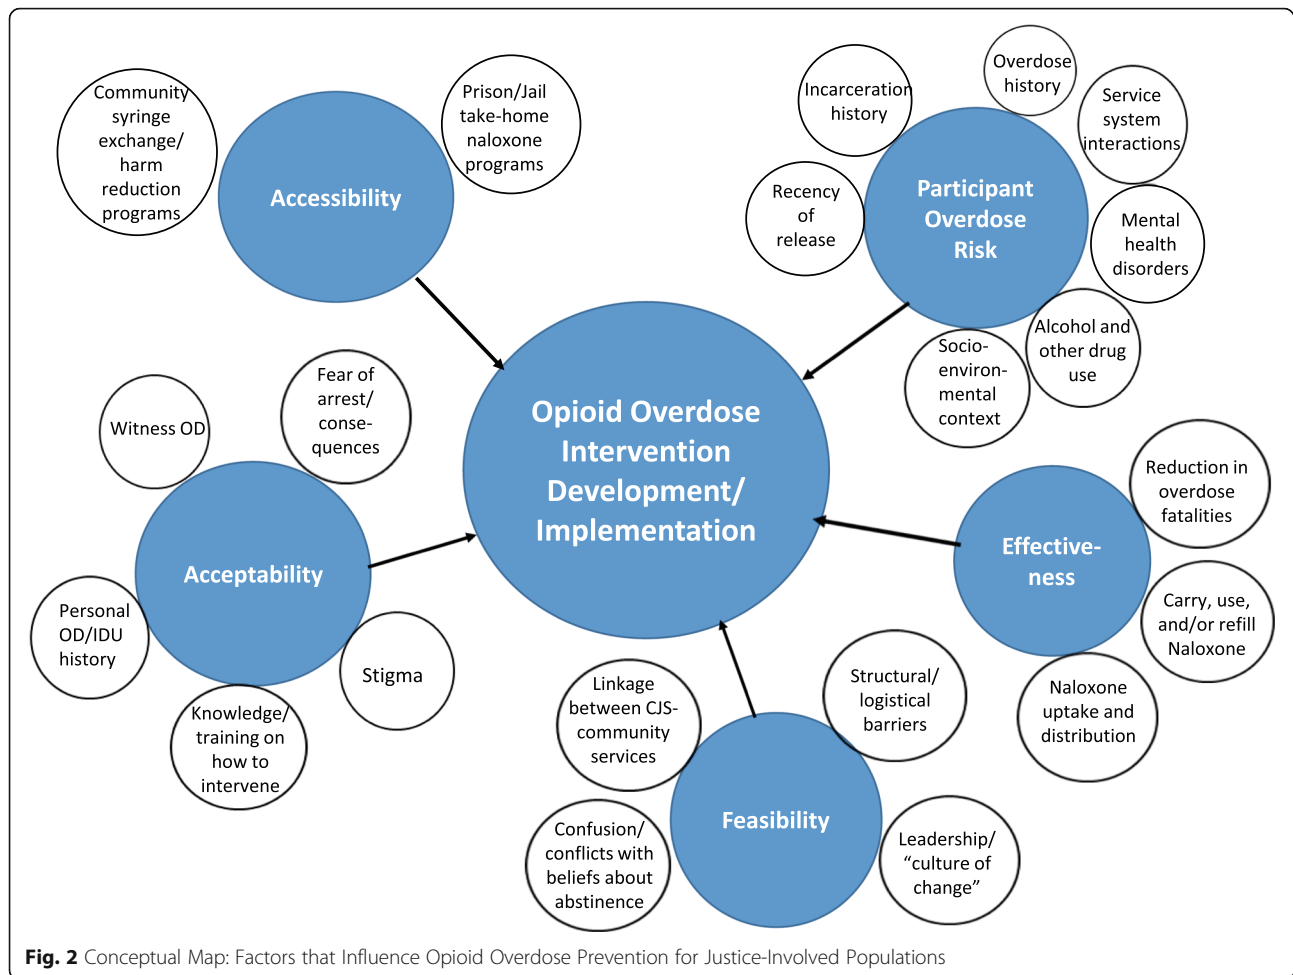 Community
syringe
exchange/
harm
reduction
programs
Prison/Jail
take-home
naloxone
programs
Accessibility
Incarceration
history
Overdose
history
Service
system
interactions
Recency
of
release
Participant
Overdose
Risk
Mental
health
disorders
Alcohol and
other drug
use
Socio-
environ-
mental
context
Opioid Overdose
Intervention
Development/
Implementation
Witness OD
Fear of
arrest/
conse-
quences
Acceptability
Personal
OD/IDU
history
Knowledge/
training on
how to
intervene
Stigma
Reduction in
overdose
fatalities
Effective-
ness
Carry, use,
and/or refill
Naloxone
Naloxone
uptake and
distribution
Linkage
between CJS-
community
services
Structural/
logistical
barriers
Feasibility
Confusion/
conflicts with
beliefs about
abstinence
Leadership/
“culture of
change”
Fig. 2 Conceptual Map: Factors that Influence Opioid Overdose Prevention for Justice-Involved Populations